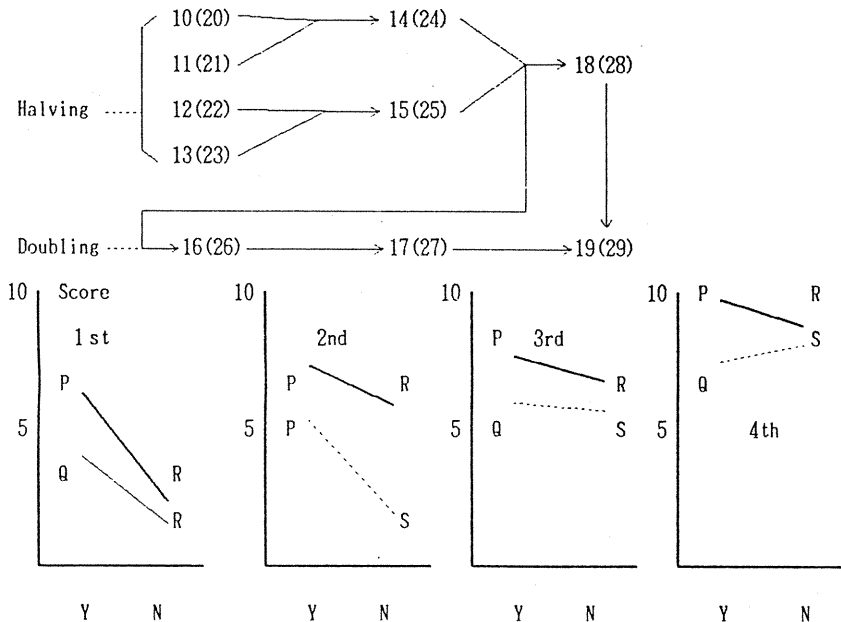 10(20) 14(24)
11(21) 18(28)
Halving 12(22) 15(25)
13(23)
Doubling 16(26) 17(27) 19(29)
10 Score 10 10 10 P R
1st 2nd P 3rd S
P P R R Q
5 5 P 5 Q S 5 4th
Q R
R S
Y N Y N Y N Y N